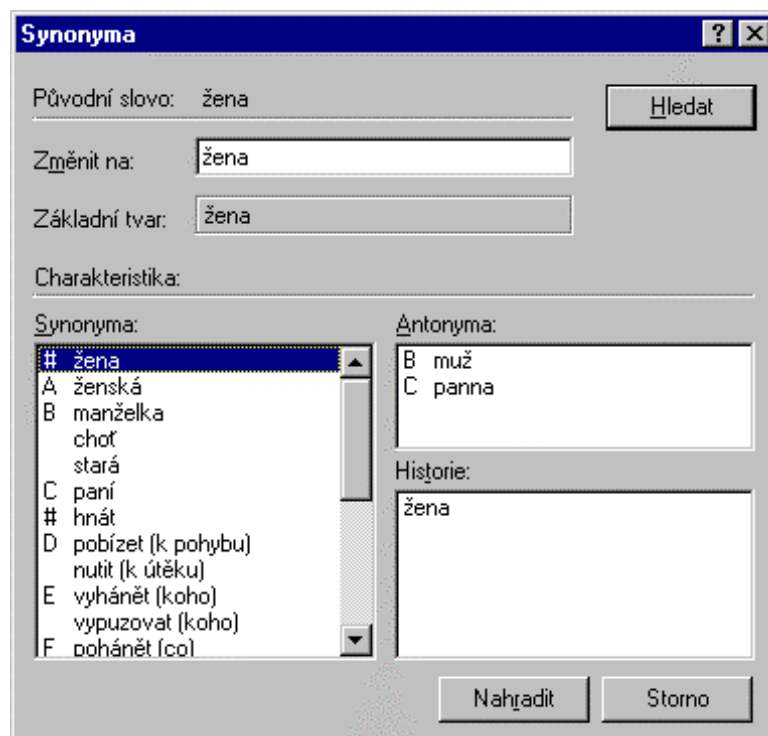 Synonyma
Původní slovo: žena
Hledat
Změnit na: žena
Základní tvar: žena
Charakteristika:
Synonyma:
# žena
A ženská
B manželka
choť
stará
C paní
# hnát
D pobízet (k pohybu)
nutit (k útěku)
E vyhánět (koho)
vypuzovat (koho)
F pohánět (co)
Antonyma:
B muž
C panna
Historie:
žena
Nahradit
Storno